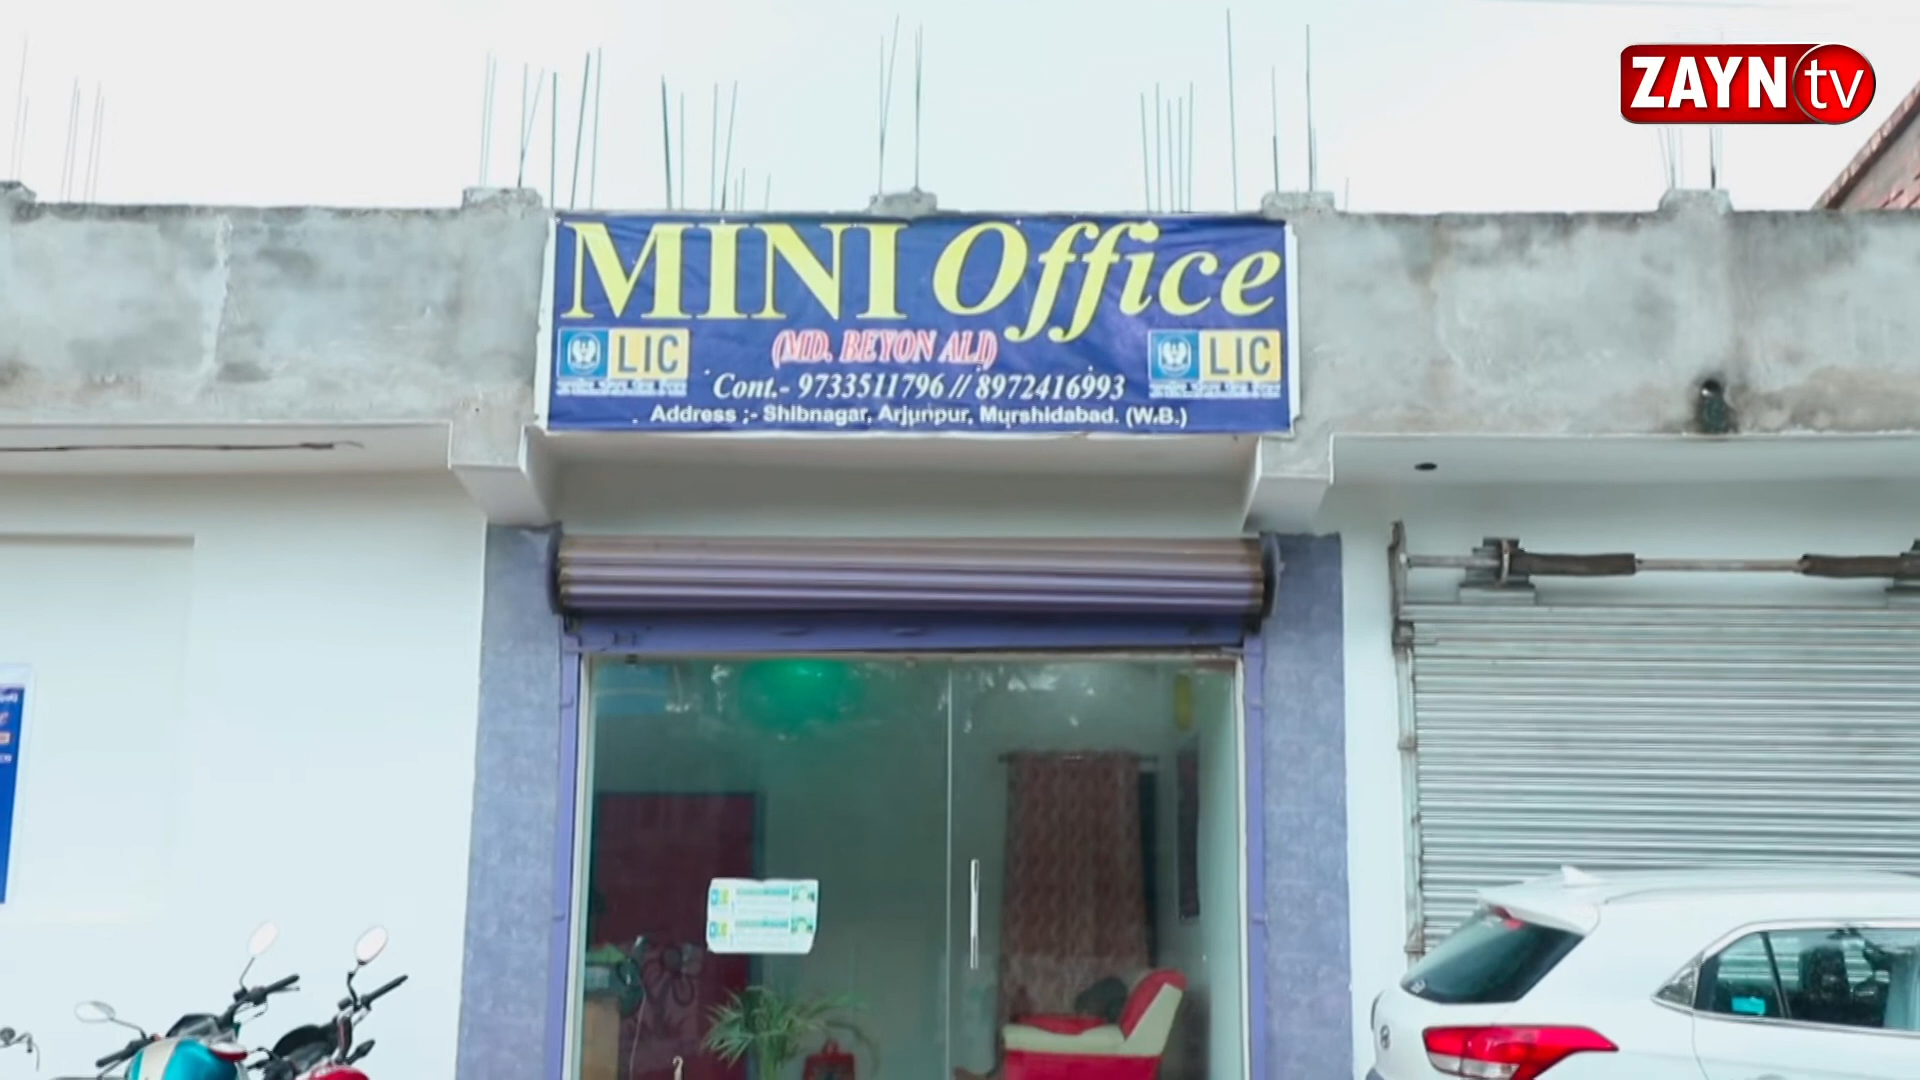 ZAYN tv
MINI Office
LIC LIC
(MD. BEYON ALI)
Cont.- 9733511796 // 8972416993
Address ;- Shibnagar, Arjunpur, Murshidabad. (W.B.)